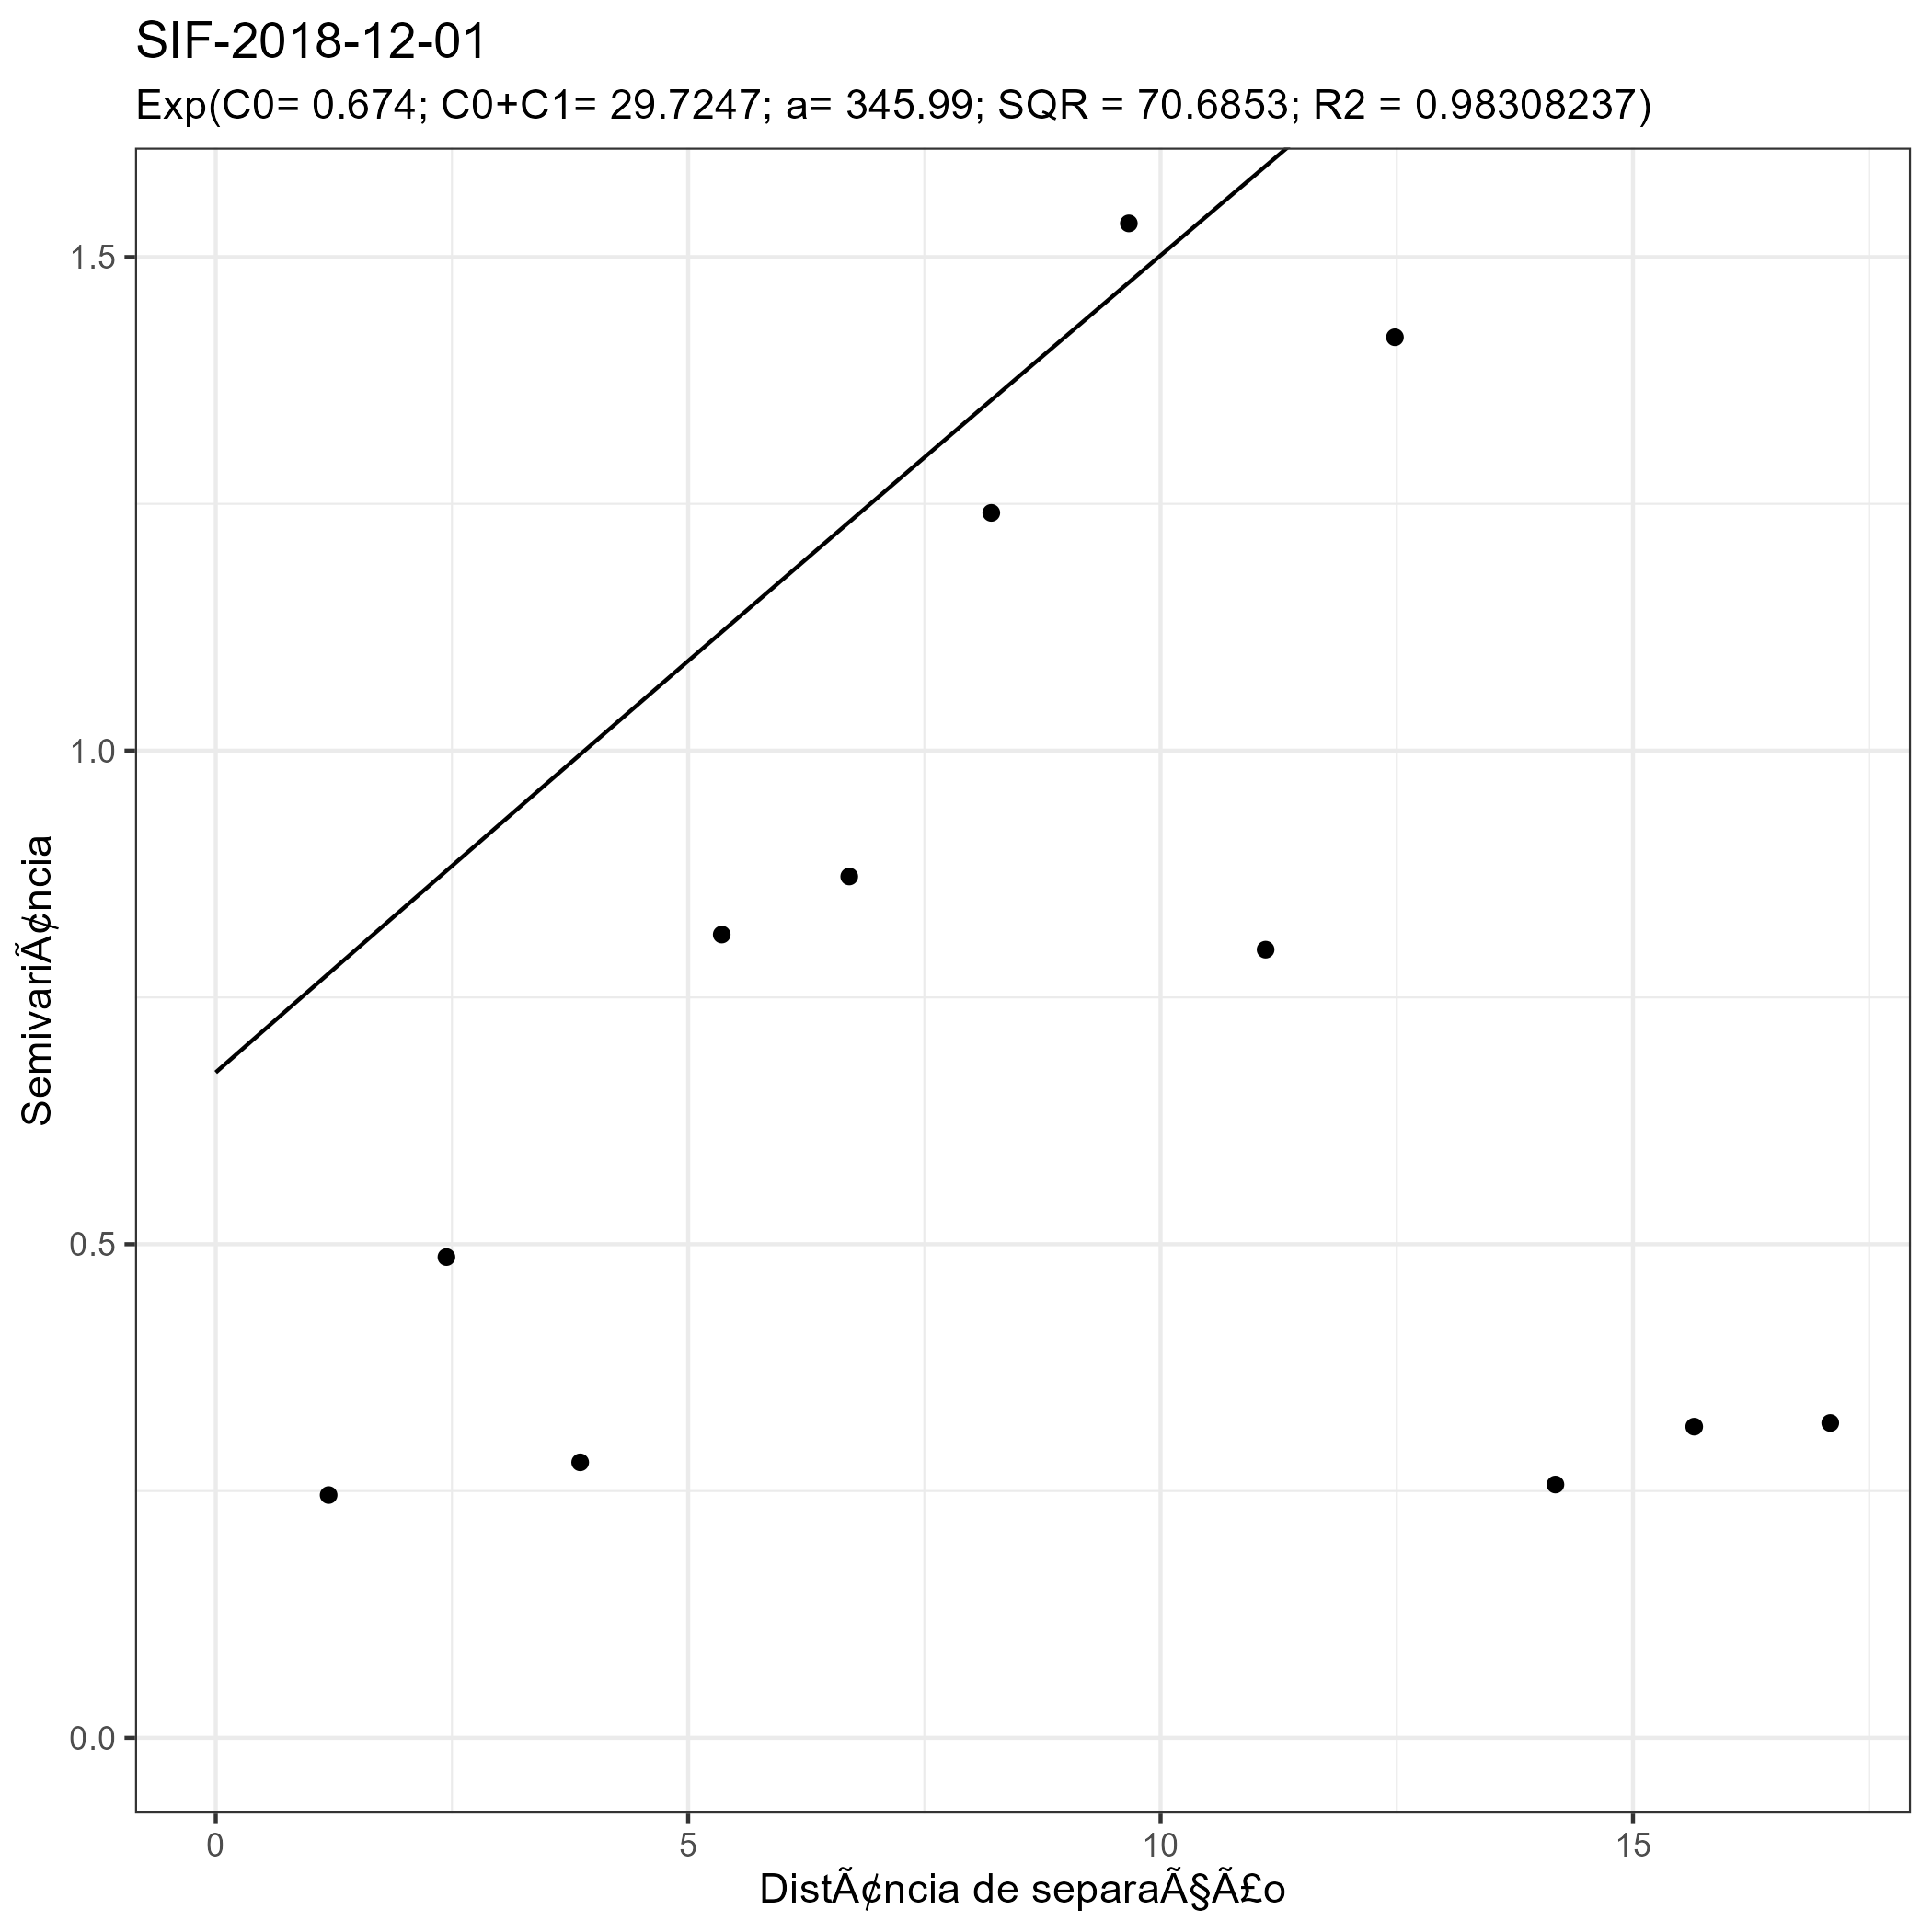 SIF-2018-12-01
Exp(C0= 0.674; C0+C1= 29.7247; a= 345.99; SQR = 70.6853; R2 = 0.98308237)
1.5
1.0
0.5
0.0
SemivariÃ¢ncia
0 5 10 15
DistÃ¢ncia de separaÃ§Ã£o